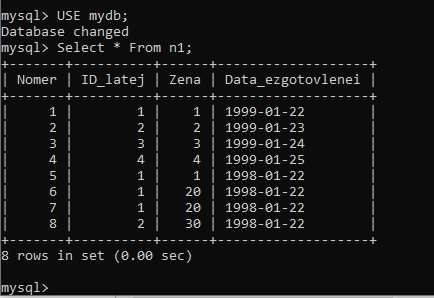 mysql> USE mydb;
Database changed
mysql> Select * From n1;
+-------+----------+------+------------------+
| Nomer | ID_latej | Zena | Data_ezgotovlenei |
+-------+----------+------+------------------+
| 1 | 1 | 1 | 1999-01-22 |
| 2 | 2 | 2 | 1999-01-23 |
| 3 | 3 | 3 | 1999-01-24 |
| 4 | 4 | 4 | 1999-01-25 |
| 5 | 1 | 1 | 1998-01-22 |
| 6 | 1 | 20 | 1998-01-22 |
| 7 | 1 | 20 | 1998-01-22 |
| 8 | 2 | 30 | 1998-01-22 |
+-------+----------+------+------------------+
8 rows in set (0.00 sec)
mysql>